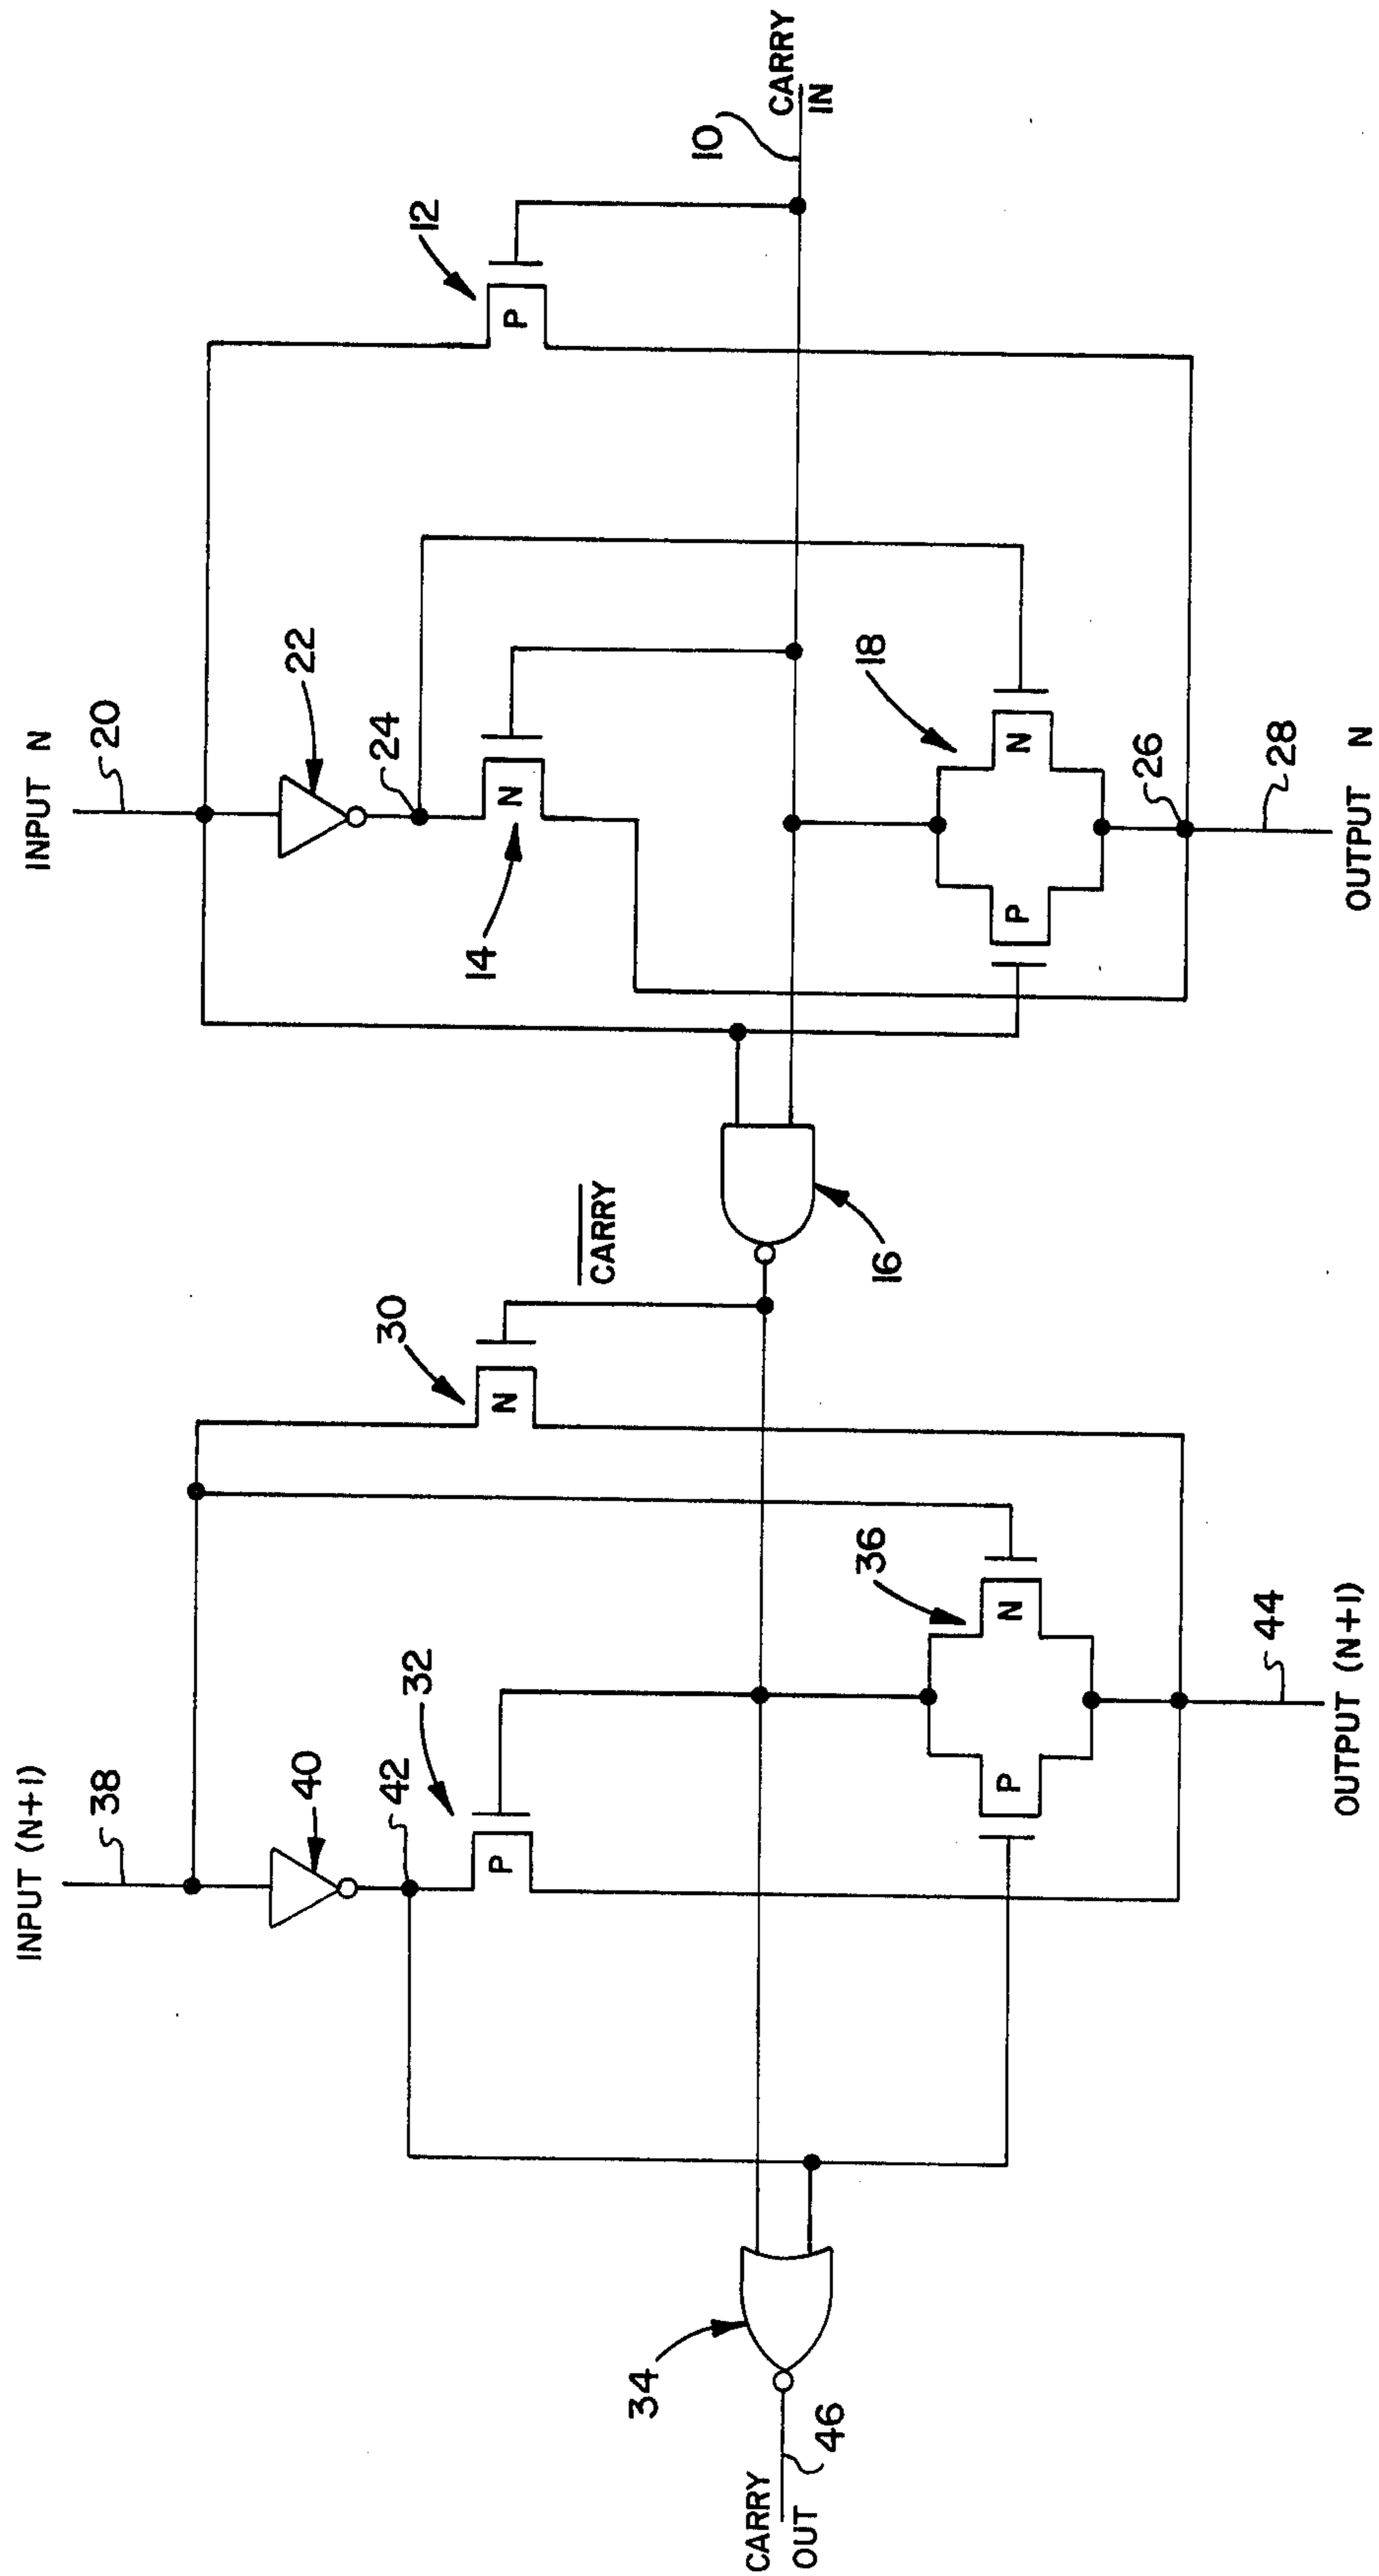 INPUT (N+1)
38
40
42
32
30
36
44
OUTPUT (N+1)
34
46
CARRY
OUT
CARRY
16
INPUT N
20
22
24
14
12
18
26
28
OUTPUT N
10
CARRY
IN
P
N
P
N
N
P
P
N